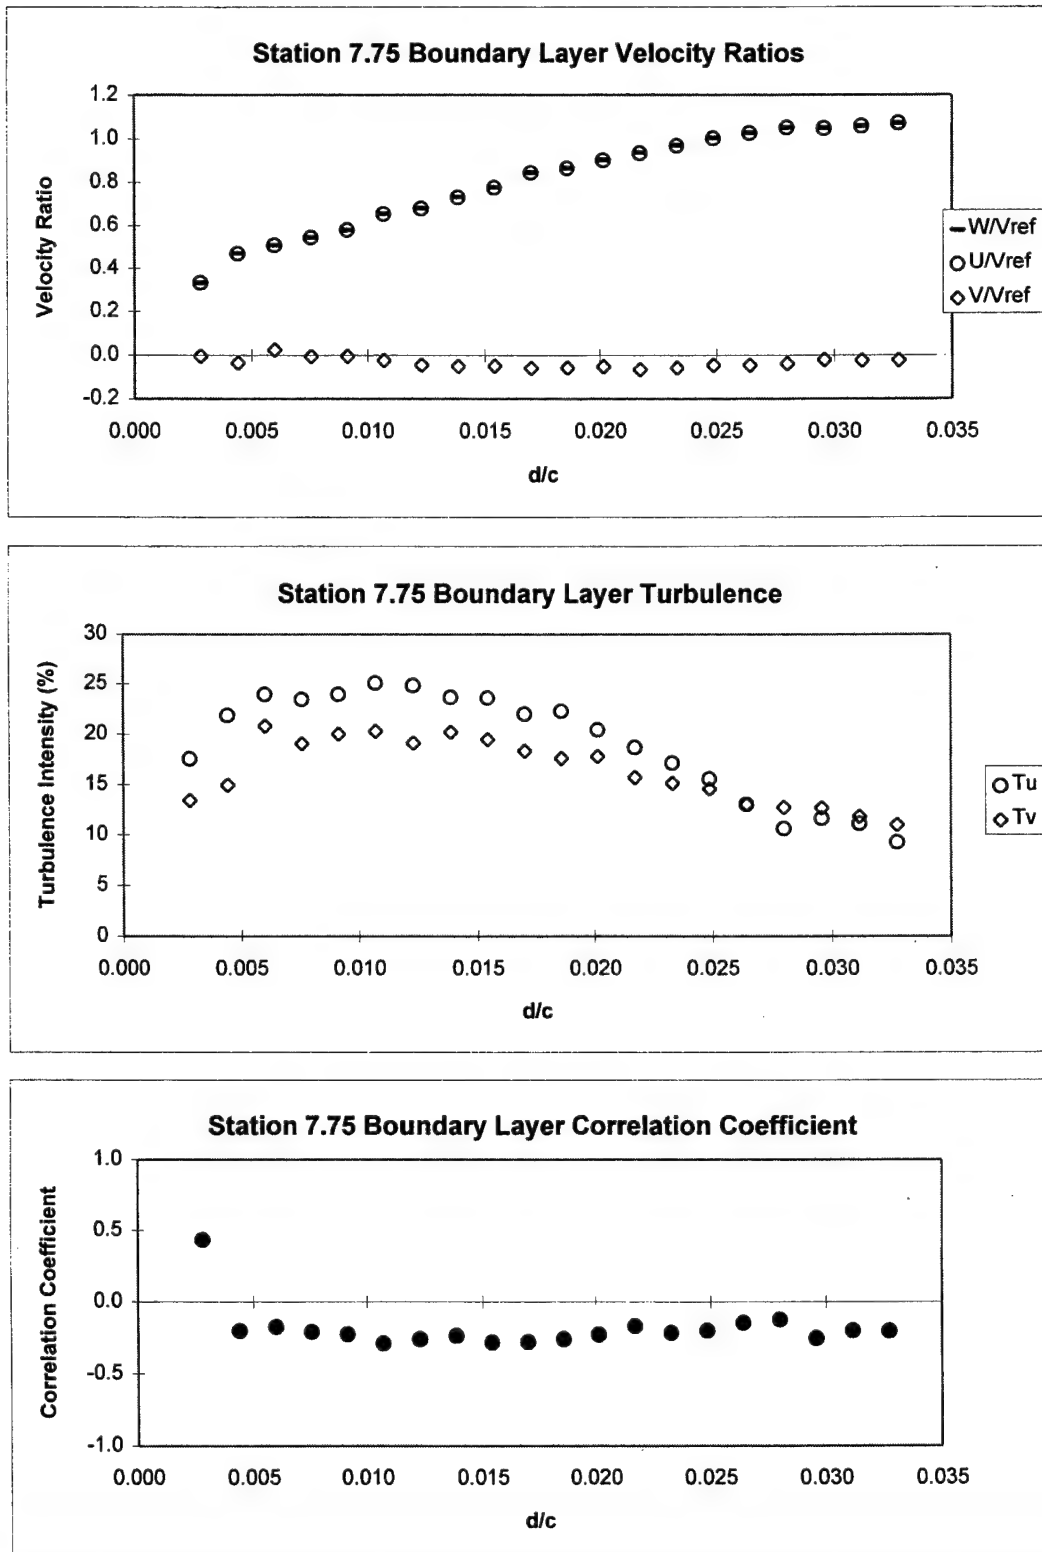 Station 7.75 Boundary Layer Velocity Ratios
1.2
1.0
0.8
0.6
0.4
0.2
0.0
-0.2
Velocity Ratio
0.000 0.005 0.010 0.015 0.020 0.025 0.030 0.035
d/c
W/Vref
U/Vref
V/Vref
Station 7.75 Boundary Layer Turbulence
30
25
20
15
10
5
0
Turbulence Intensity (%)
0.000 0.005 0.010 0.015 0.020 0.025 0.030 0.035
d/c
Tu
Tv
Station 7.75 Boundary Layer Correlation Coefficient
1.0
0.5
0.0
-0.5
-1.0
Correlation Coefficient
0.000 0.005 0.010 0.015 0.020 0.025 0.030 0.035
d/c